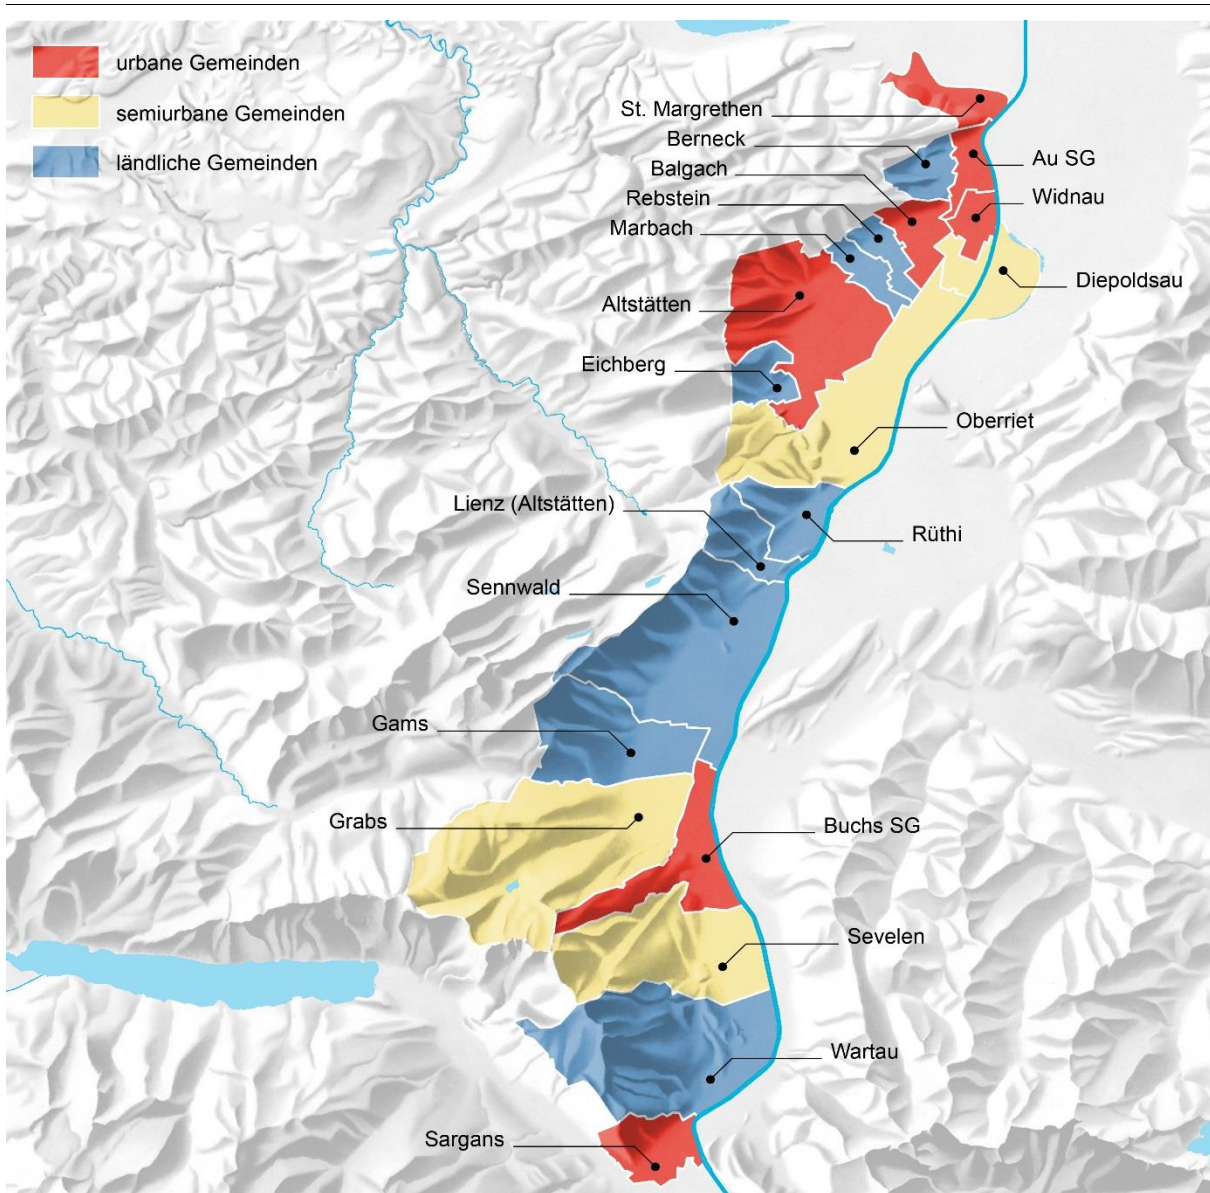 urbane Gemeinden
semiurbane Gemeinden
ländliche Gemeinden
St. Margrethen
Berneck
Au SG
Balgach
Rebstein
Widnau
Marbach
Diepoldsau
Altstätten
Eichberg
Oberriet
Lienz (Altstätten)
Rüthi
Sennwald
Gams
Grabs
Buchs SG
Sevelen
Wartau
Sargans